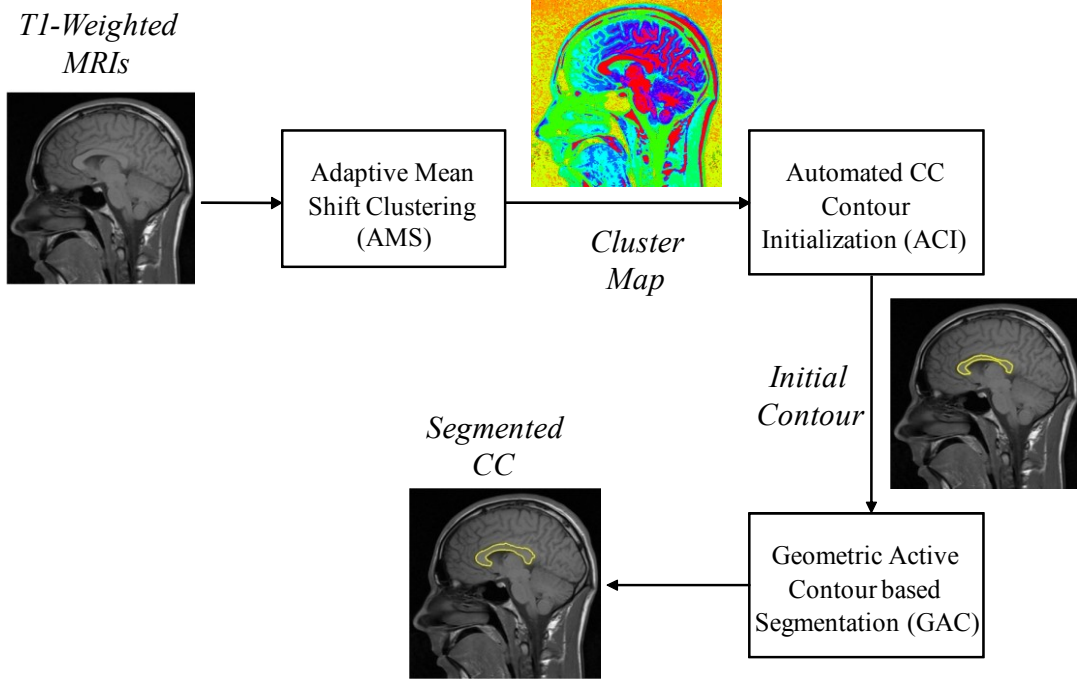 T1-Weighted
MRIs
Adaptive Mean
Shift Clustering
(AMS)
Cluster
Map
Automated CC
Contour
Initialization (ACI)
Initial
Contour
Geometric Active
Contour based
Segmentation (GAC)
Segmented
CC